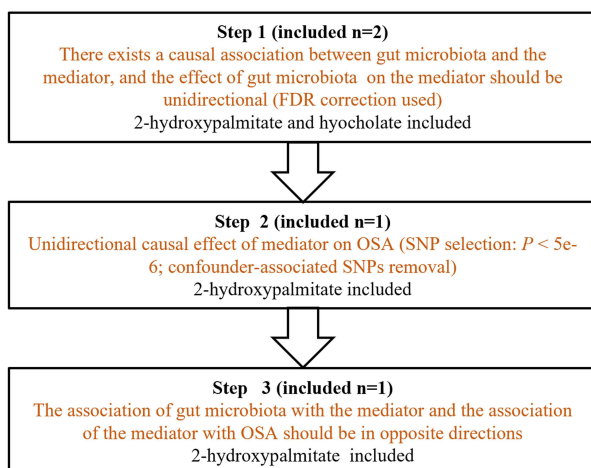 Step 1 (included n=2)
There exists a causal association between gut microbiota and the
mediator, and the effect of gut microbiota on the mediator should be
unidirectional (FDR correction used)
2-hydroxypalmitate and hyocholate included
Step 2 (included n=1)
Unidirectional causal effect of mediator on OSA (SNP selection: P < 5e-
6; confounder-associated SNPs removal)
2-hydroxypalmitate included
Step 3 (included n=1)
The association of gut microbiota with the mediator and the association
of the mediator with OSA should be in opposite directions
2-hydroxypalmitate included